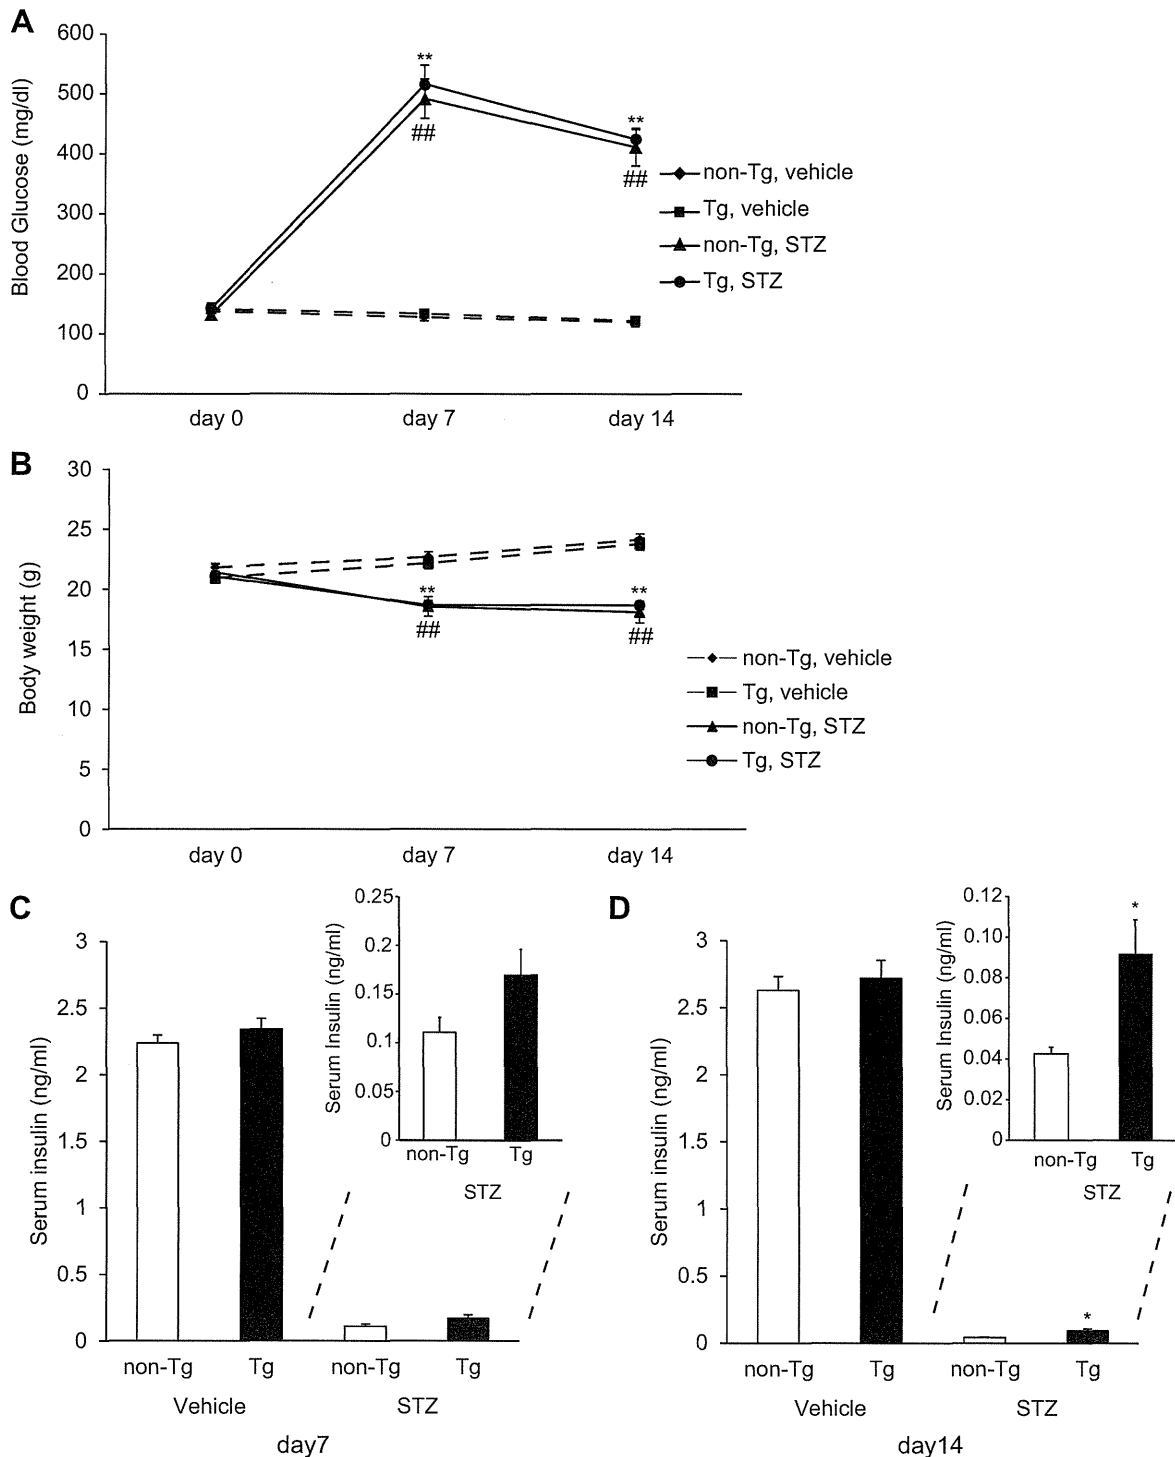 A
600
500
400
300
200
100
0
Blood Glucose (mg/dl)
**
##
**
##
non-Tg, vehicle
Tg, vehicle
non-Tg, STZ
Tg, STZ
day 0 day 7 day 14
B
30
25
20
15
10
5
0
Body weight (g)
**
##
**
##
non-Tg, vehicle
Tg, vehicle
non-Tg, STZ
Tg, STZ
day 0 day 7 day 14
C
3
2.5
2
1.5
1
0.5
0
Serum insulin (ng/ml)
0.25
0.2
0.15
0.1
0.05
0
Serum Insulin (ng/ml)
non-Tg Tg
STZ
non-Tg Tg non-Tg Tg
Vehicle STZ
day7
D
3
2.5
2
1.5
1
0.5
0
Serum insulin (ng/ml)
0.12
0.10
0.08
0.06
0.04
0.02
0
Serum Insulin (ng/ml)
*
non-Tg Tg
STZ
*
non-Tg Tg non-Tg Tg
Vehicle STZ
day14